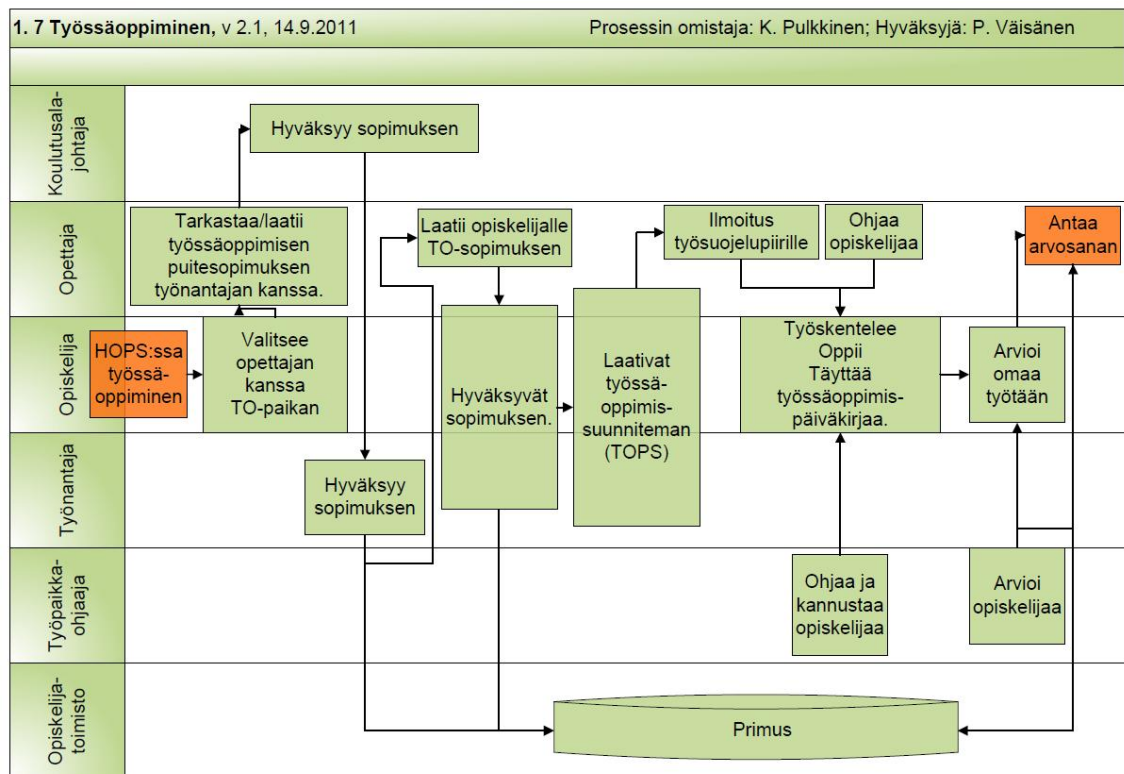 1. 7 Työssäoppiminen, v 2.1, 14.9.2011
Prosessin omistaja: K. Pulkkinen; Hyväksyjä: P. Väisänen
Koulutusala-
johtaja
Hyväksyy sopimuksen
Opettaja
Tarkastaa/laatii
työssäoppimisen
puitesopimuksen
työnantajan kanssa.
Laatii opiskelijalle
TO-sopimuksen
Ilmoitus
työsuojelupiirille
Ohjaa
opiskelijaa
Antaa
arvosanan
Opiskelija
HOPS:ssa
työssä-
oppiminen
Valitsee
opettajan
kanssa
TO-paikan
Hyväksyvät
sopimuksen.
Laativat
työssä-
oppimis-
suunniteman
(TOPS)
Työskentelee
Oppii
Täyttää
työssäoppimis-
päiväkirjaa.
Arvioi
omaa
työtään
Työnantaja
Hyväksyy
sopimuksen
Työpaikka-
ohjaaja
Ohjaa ja
kannustaa
opiskelijaa
Arvioi
opiskelijaa
Opiskelija-
toimisto
Primus